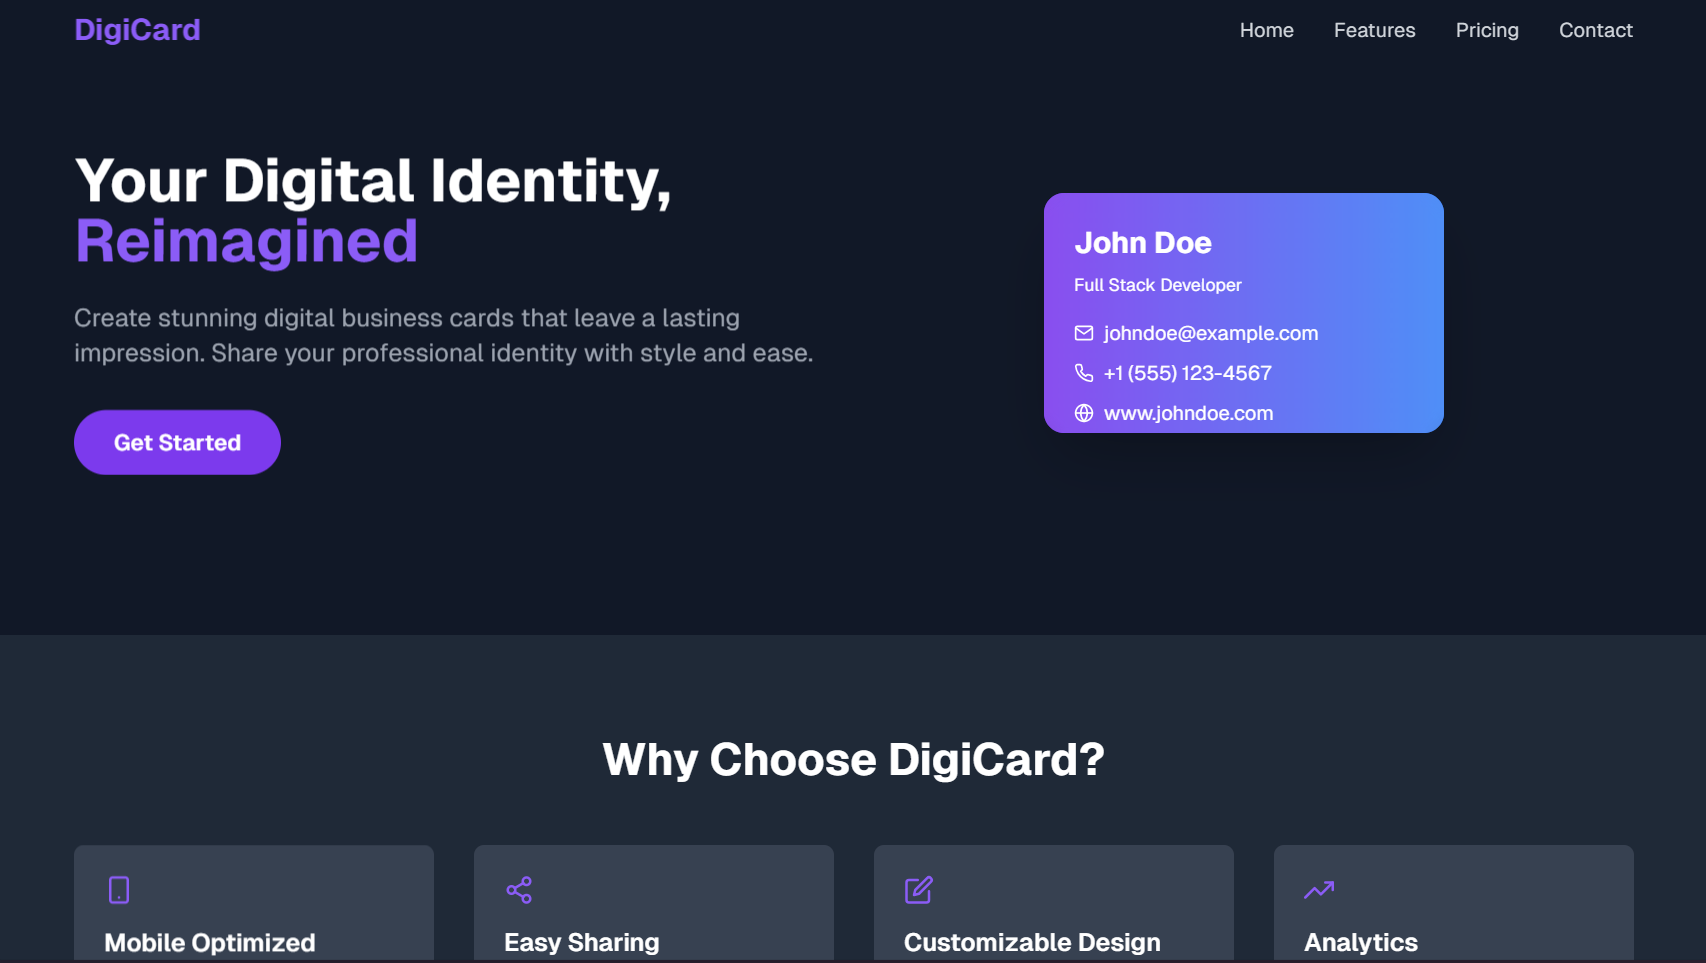 DigiCard
Home
Features
Pricing
Contact
Your Digital Identity,
Reimagined
Create stunning digital business cards that leave a lasting
impression. Share your professional identity with style and ease.
Get Started
John Doe
Full Stack Developer
johndoe@example.com
+1 (555) 123-4567
www.johndoe.com
Why Choose DigiCard?
Mobile Optimized
Easy Sharing
Customizable Design
Analytics